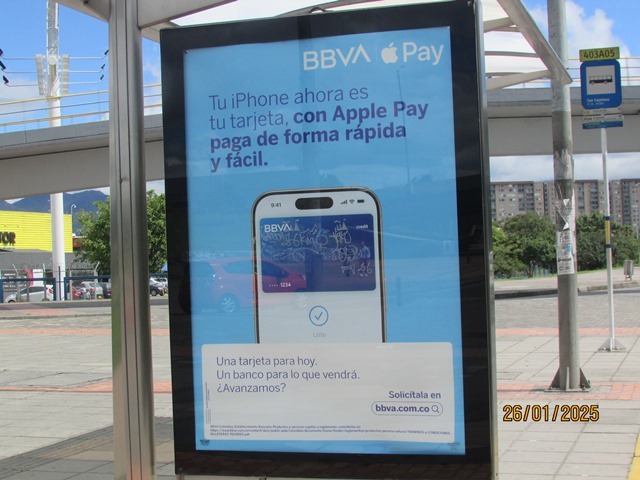 BBVA Pay
Tu iPhone ahora es
tu tarjeta, con Apple Pay
paga de forma rápida
y fácil.
9:41
BBVA
credit
•••• 1234
Listo
Una tarjeta para hoy.
Un banco para lo que vendrá.
¿Avanzamos?
Solicítala en
bbva.com.co
403A05
26/01/2025